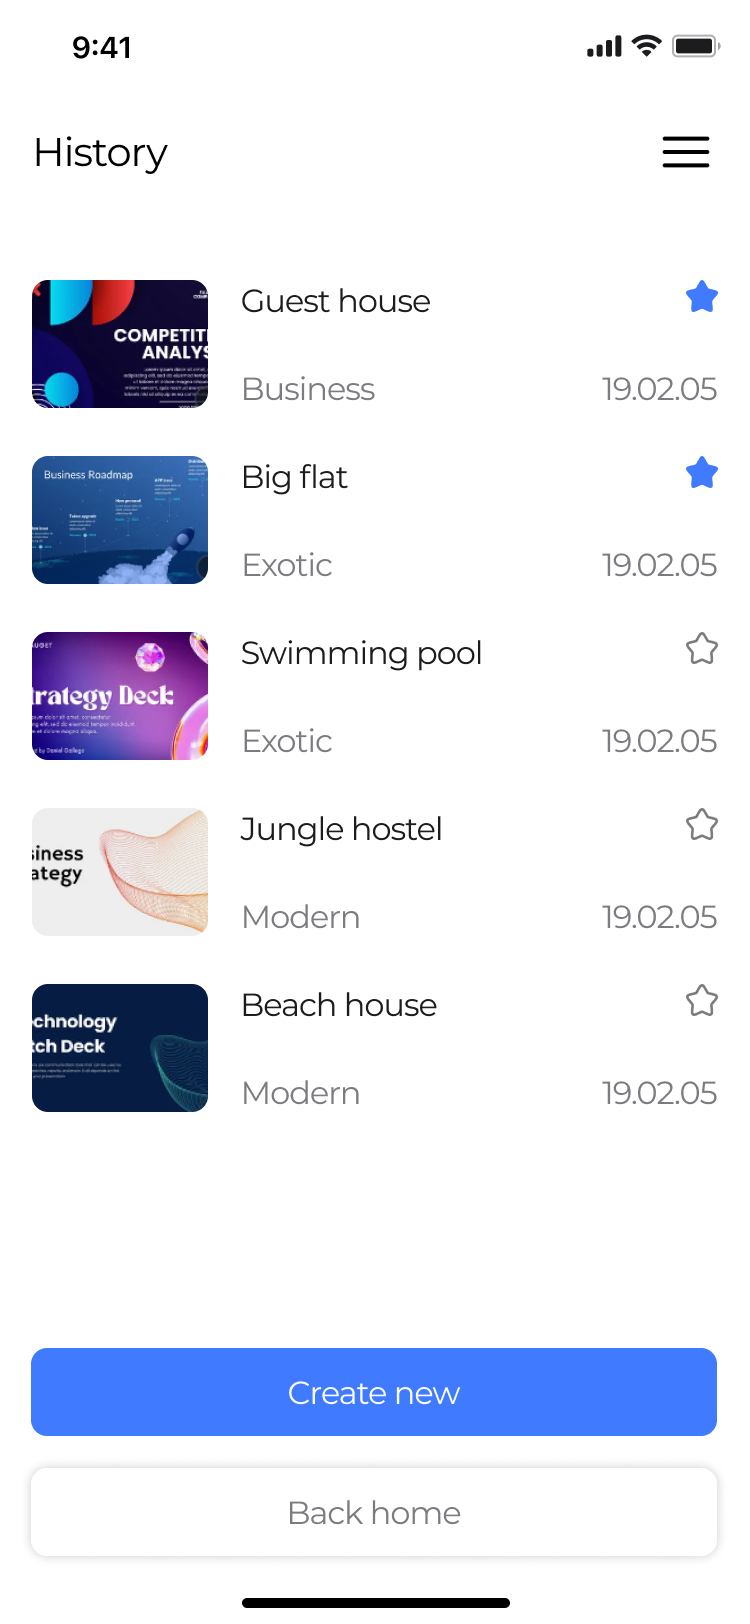 9:41
History
COMPETITI
ANALYS
Guest house
Business
19.02.05
Business Roadmap
Big flat
Exotic
19.02.05
trategy Deck
Swimming pool
Exotic
19.02.05
siness
ategy
Jungle hostel
Modern
19.02.05
chnology
tch Deck
Beach house
Modern
19.02.05
Create new
Back home